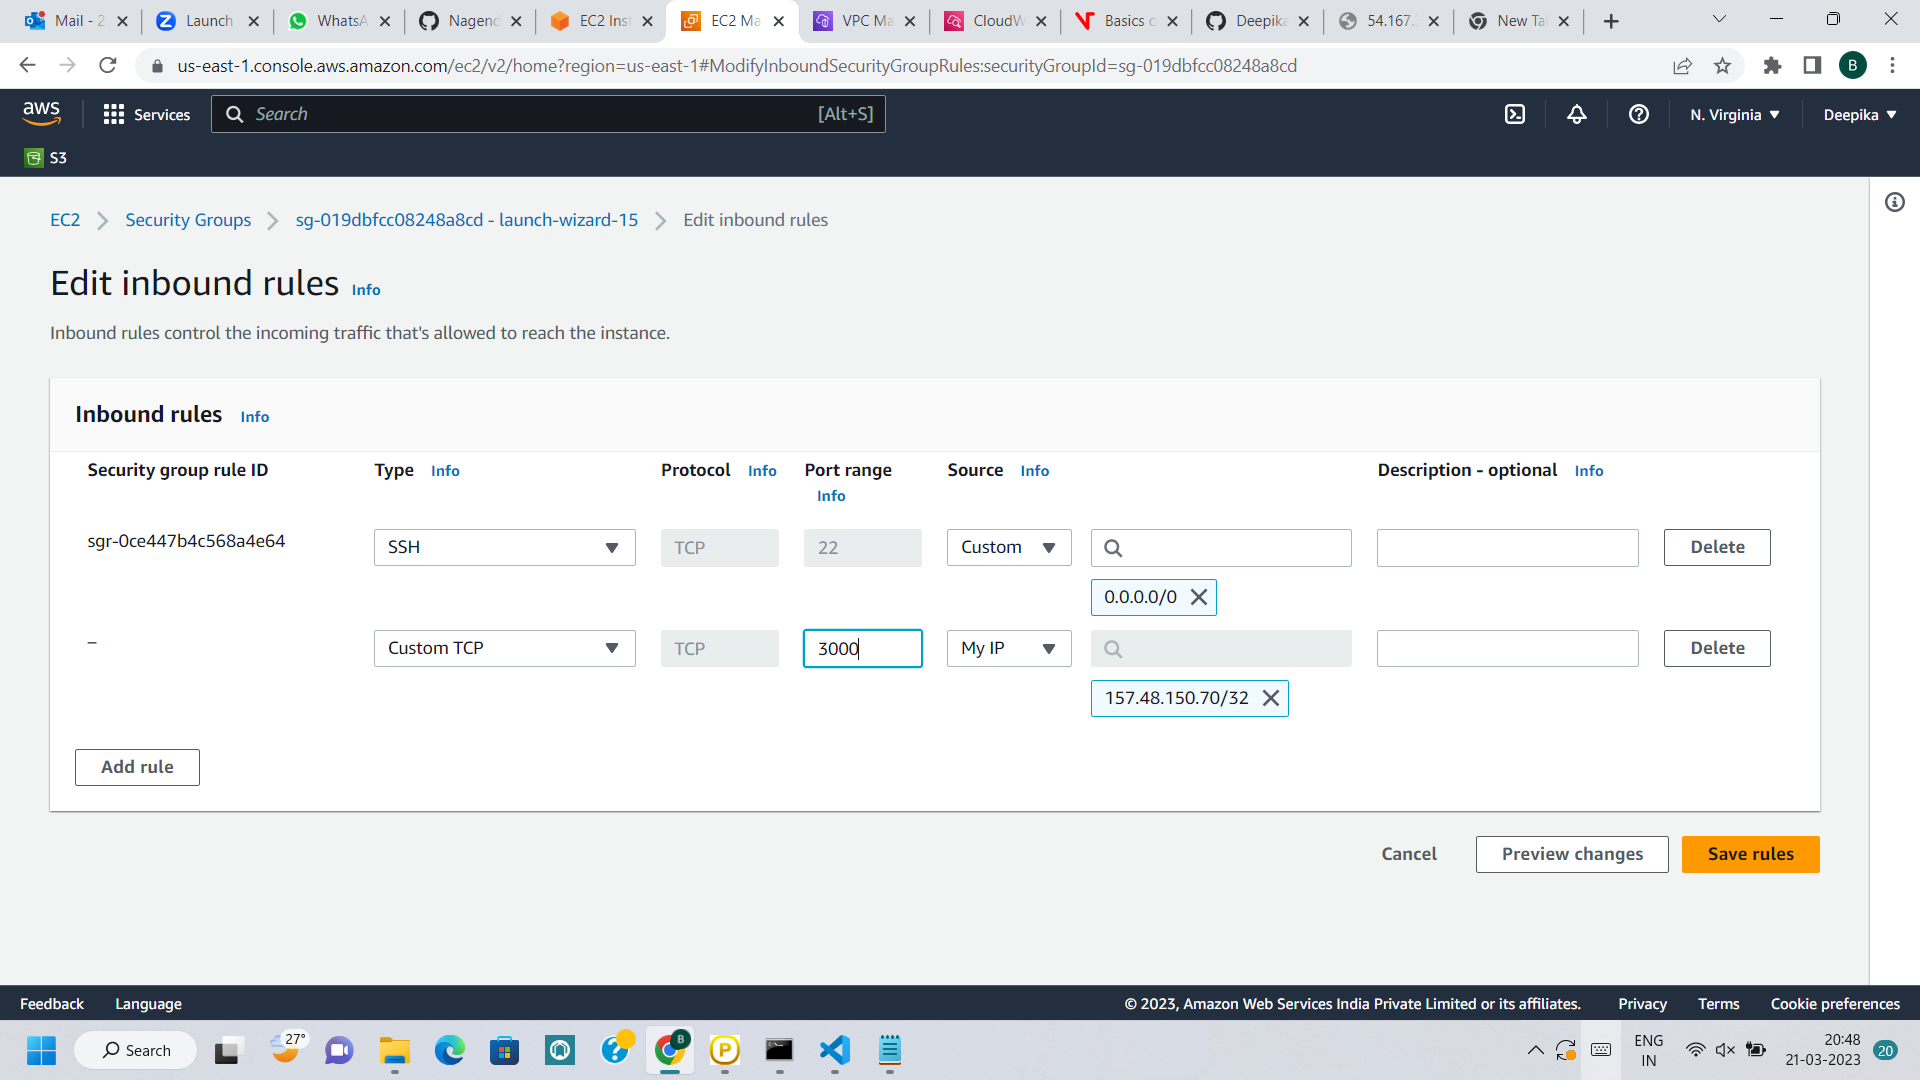 Mail - 2
Launch
WhatsA
Nagend
EC2 Inst
EC2 Ma
VPC Ma
CloudW
Basics o
Deepika
54.167.
New Ta
us-east-1.console.aws.amazon.com/ec2/v2/home?region=us-east-1#ModifyInboundSecurityGroupRules:securityGroupId=sg-019dbfcc08248a8cd
B
aws
Services
Search
[Alt+S]
N. Virginia
Deepika
S3
EC2
Security Groups
sg-019dbfcc08248a8cd - launch-wizard-15
Edit inbound rules
Edit inbound rules Info
Inbound rules control the incoming traffic that's allowed to reach the instance.
Inbound rules Info
Security group rule ID
Type Info
Protocol Info
Port range
Info
Source Info
Description - optional Info
sgr-0ce447b4c568a4e64
SSH
TCP
22
Custom
Delete
0.0.0.0/0
–
Custom TCP
TCP
3000
My IP
Delete
157.48.150.70/32
Add rule
Cancel
Preview changes
Save rules
Feedback
Language
© 2023, Amazon Web Services India Private Limited or its affiliates.
Privacy
Terms
Cookie preferences
Search
27°
B
P
ENG
IN
20:48
21-03-2023
20